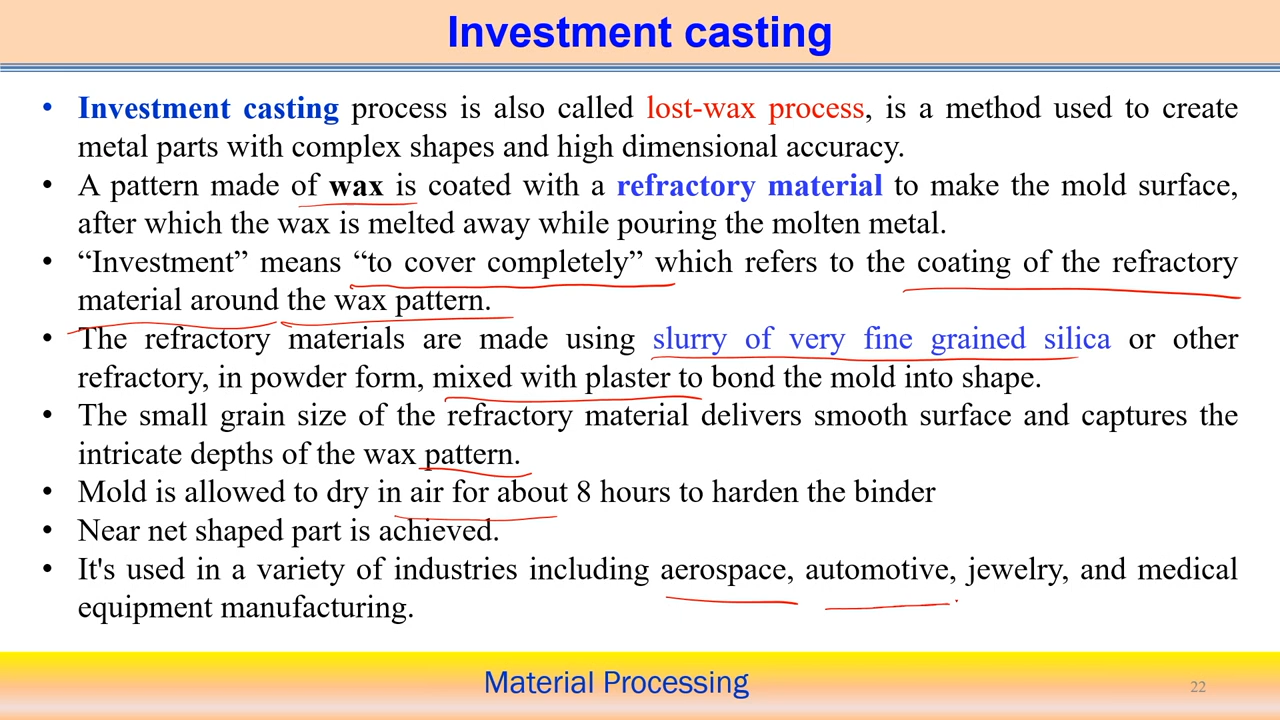 Investment casting
• Investment casting process is also called lost-wax process, is a method used to create
metal parts with complex shapes and high dimensional accuracy.
• A pattern made of wax is coated with a refractory material to make the mold surface,
after which the wax is melted away while pouring the molten metal.
• “Investment” means “to cover completely” which refers to the coating of the refractory
material around the wax pattern.
• The refractory materials are made using slurry of very fine grained silica or other
refractory, in powder form, mixed with plaster to bond the mold into shape.
• The small grain size of the refractory material delivers smooth surface and captures the
intricate depths of the wax pattern.
• Mold is allowed to dry in air for about 8 hours to harden the binder
• Near net shaped part is achieved.
• It's used in a variety of industries including aerospace, automotive, jewelry, and medical
equipment manufacturing.
Material Processing
22